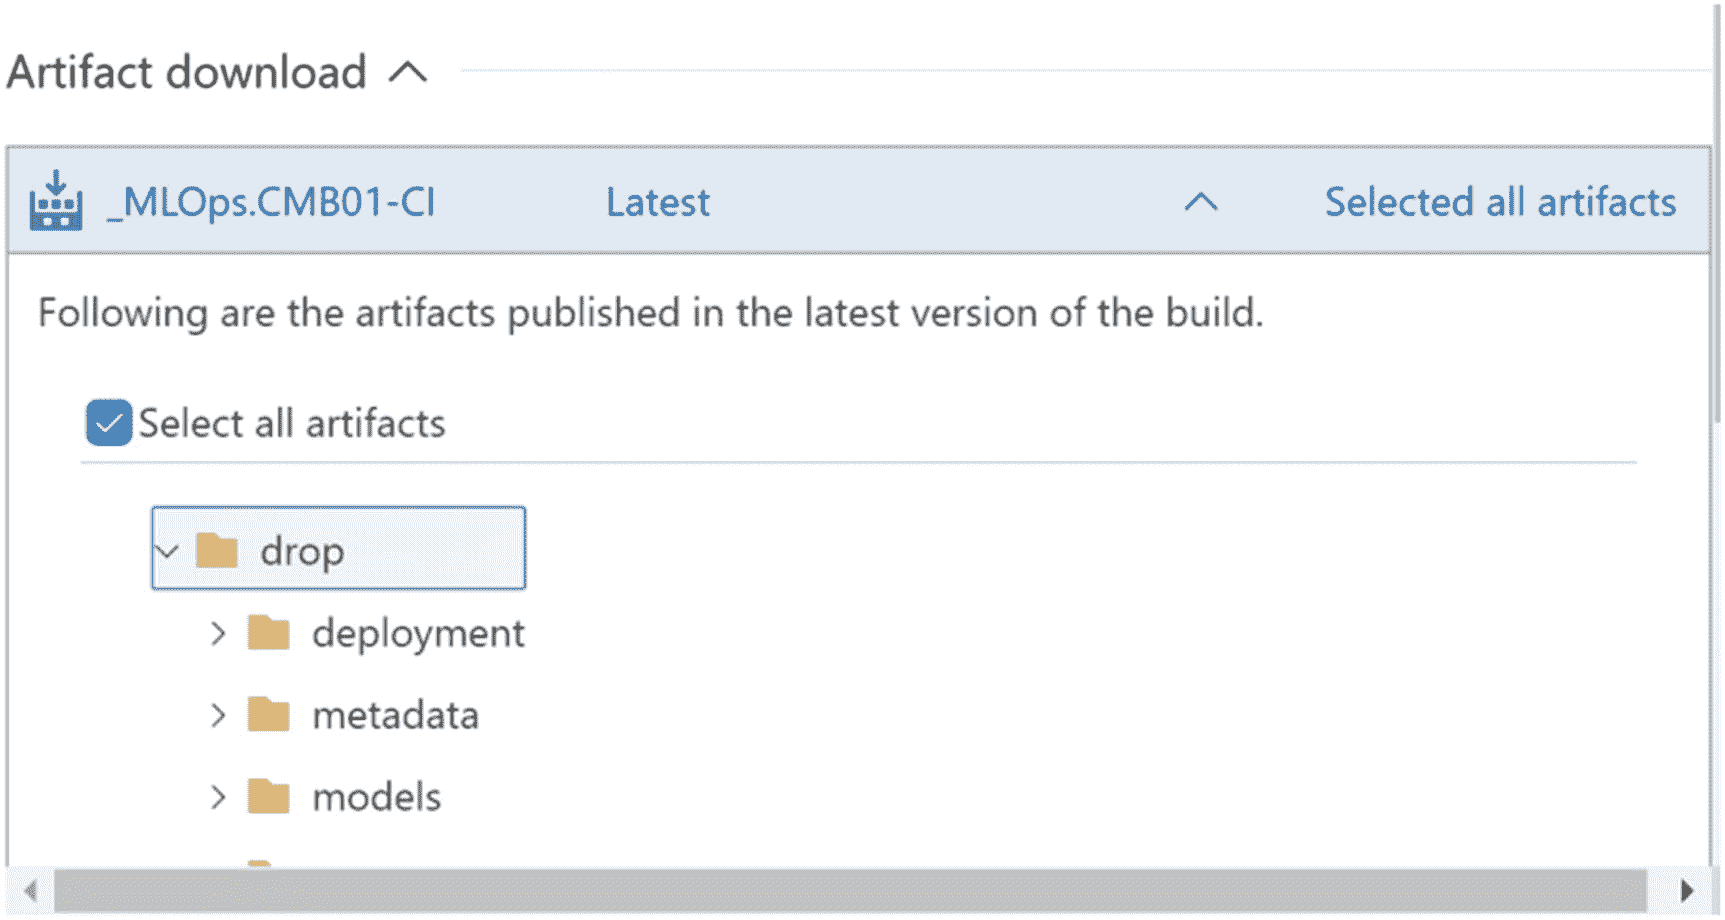 Artifact download
_MLOps.CMB01-CI Latest Selected all artifacts
Following are the artifacts published in the latest version of the build.
Select all artifacts
drop
deployment
metadata
models